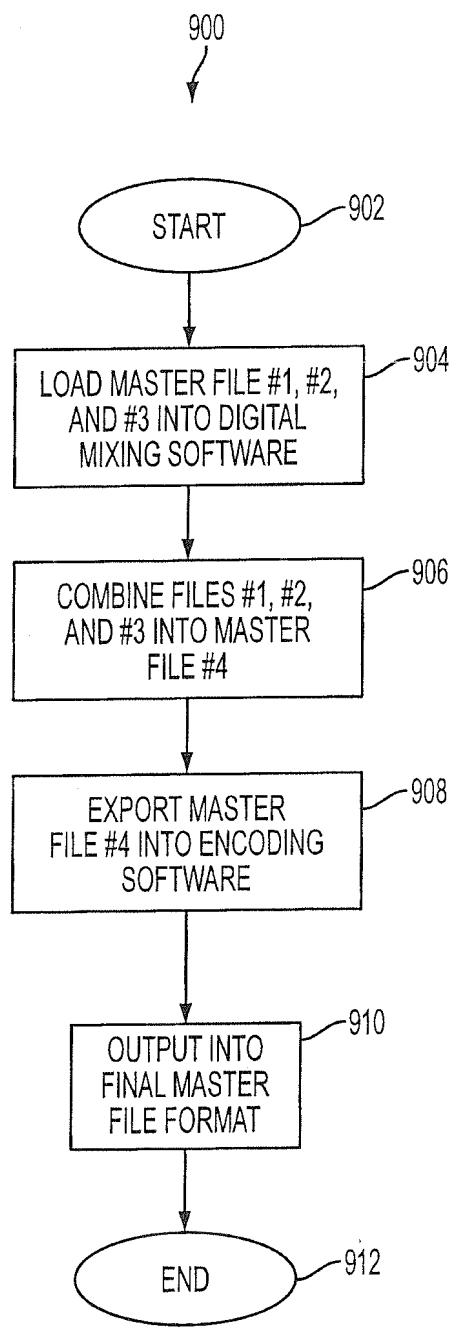 900
START
902
LOAD MASTER FILE #1, #2,
AND #3 INTO DIGITAL
MIXING SOFTWARE
904
COMBINE FILES #1, #2,
AND #3 INTO MASTER
FILE #4
906
EXPORT MASTER
FILE #4 INTO ENCODING
SOFTWARE
908
OUTPUT INTO
FINAL MASTER
FILE FORMAT
910
END
912